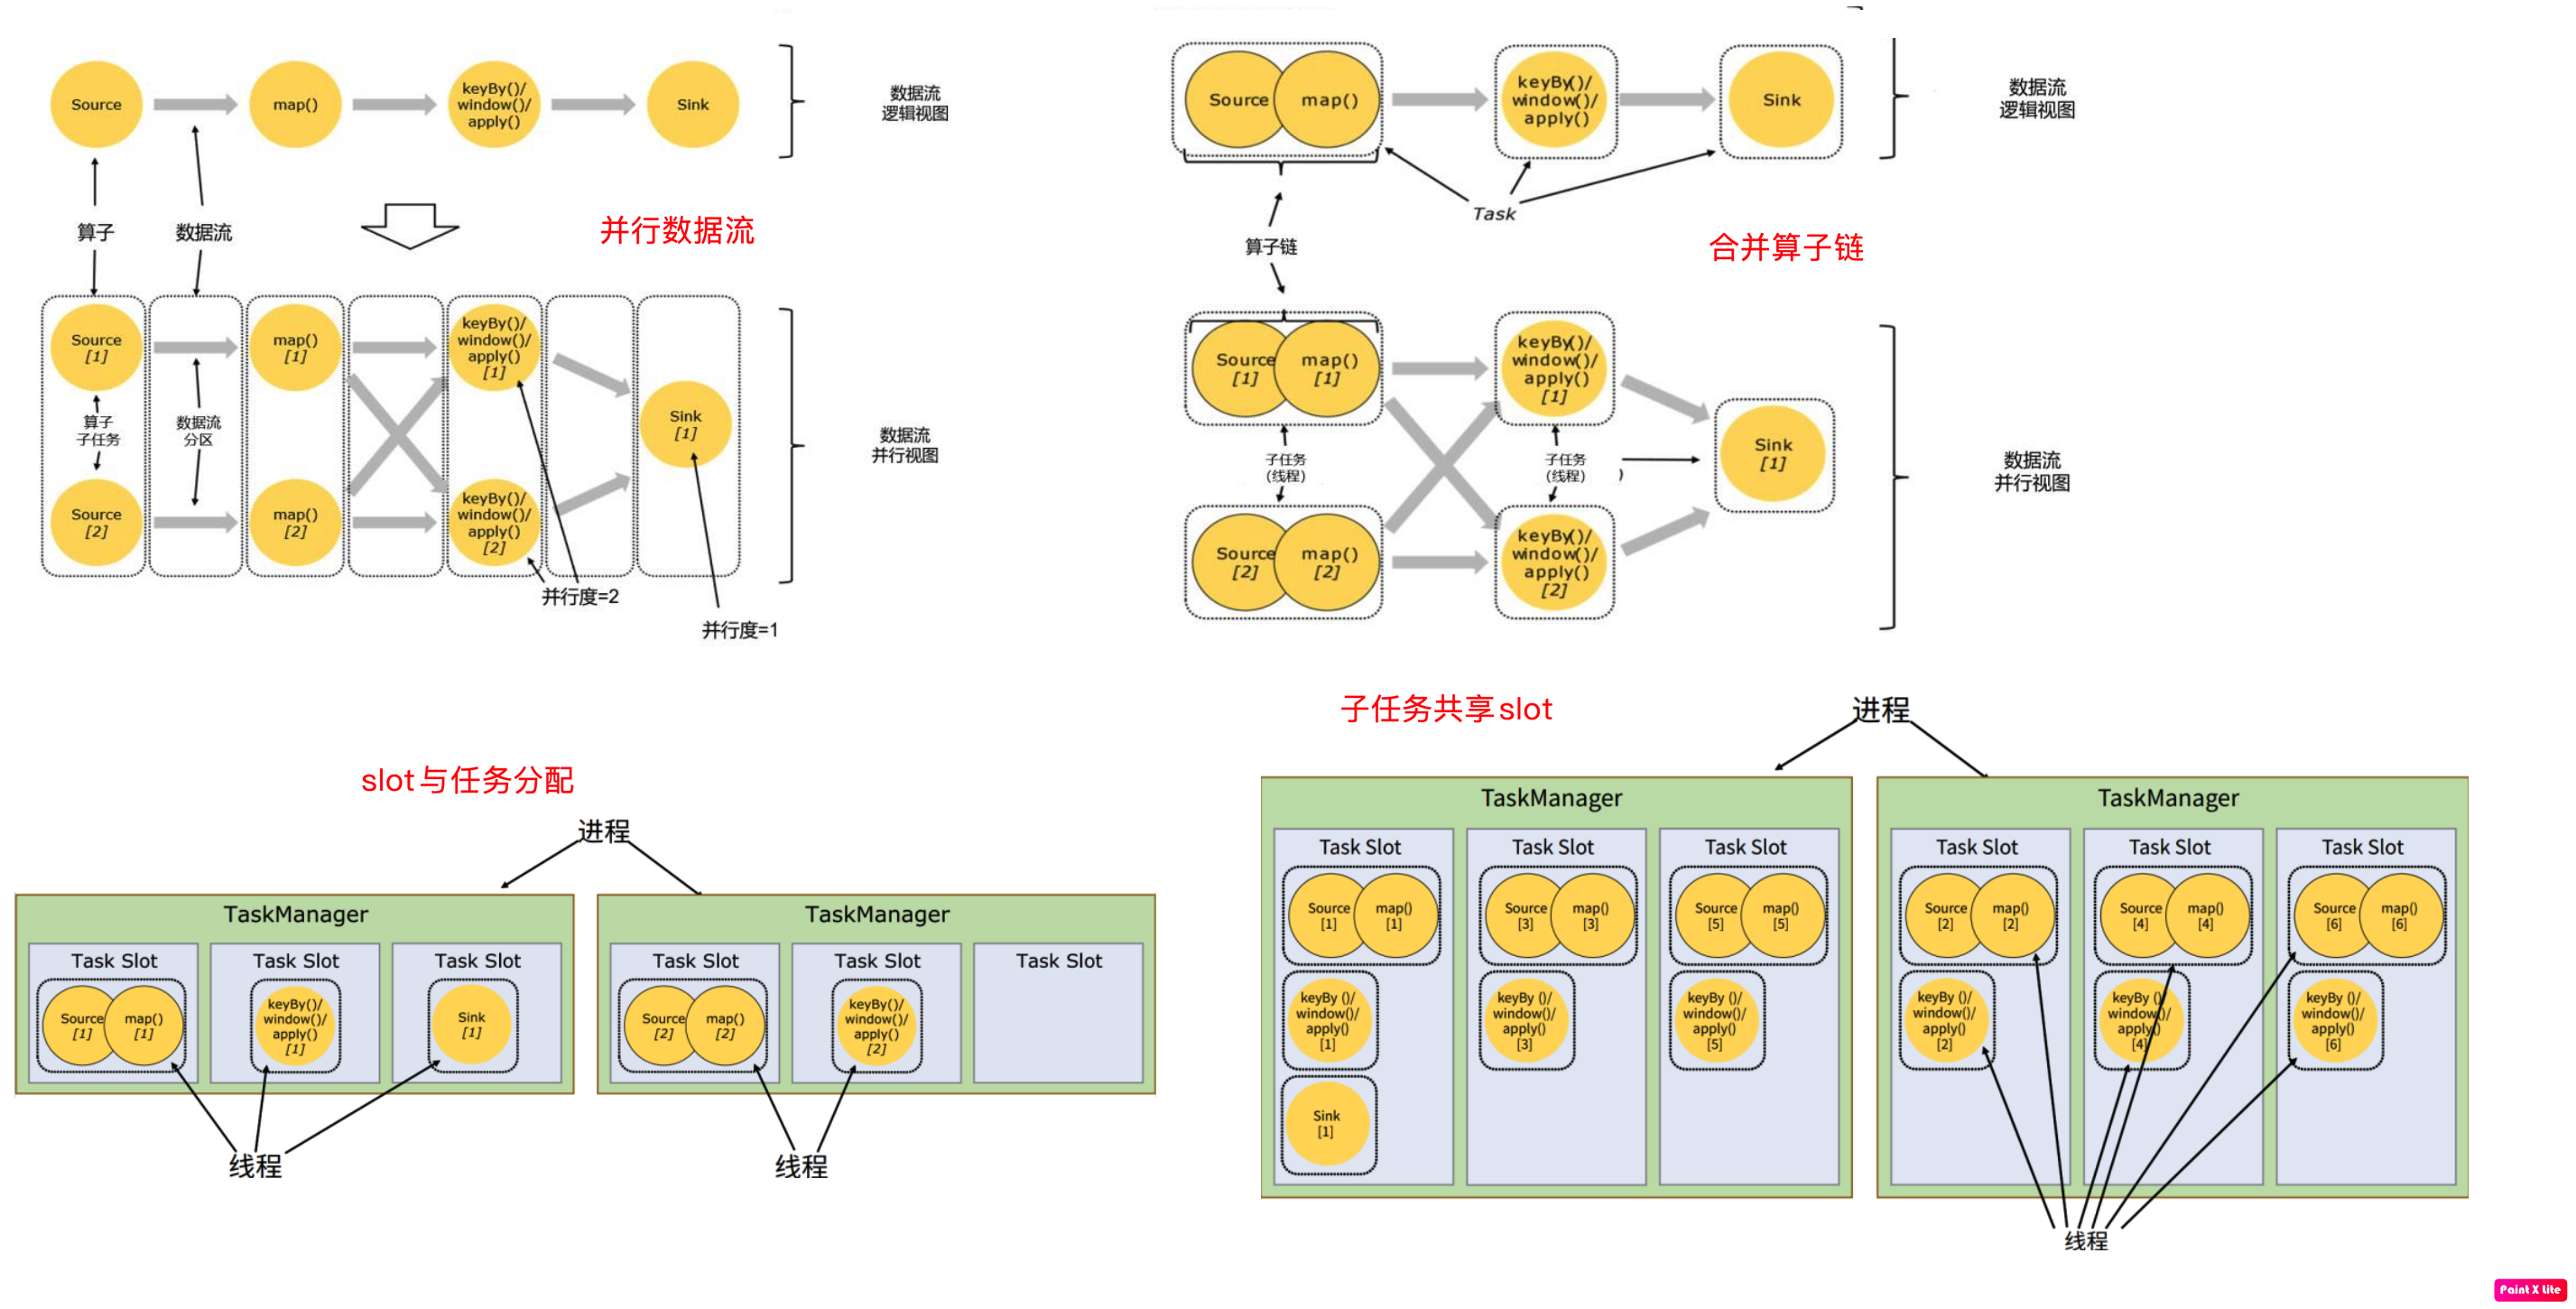 Source
map()
keyBy()/
window()/
apply()
Sink
数据流
逻辑视图
算子
数据流
并行数据流
Source
[1]
map()
[1]
keyBy()/
window()/
apply()
[1]
算子
子任务
数据流
分区
Sink
[1]
数据流
并行视图
Source
[2]
map()
[2]
keyBy()/
window()/
apply()
[2]
并行度=2
并行度=1
Source
map()
keyBy()/
window()/
apply()
Sink
数据流
逻辑视图
Task
算子链
合并算子链
Source
[1]
map()
[1]
keyBy()/
window()/
apply()
[1]
子任务
(线程)
子任务
(线程)
)
Sink
[1]
数据流
并行视图
Source
[2]
map()
[2]
keyBy()/
window()/
apply()
[2]
slot与任务分配
进程
TaskManager
Task Slot
Source
[1]
map()
[1]
Task Slot
keyBy()/
window()/
apply()
[1]
Task Slot
Sink
[1]
线程
TaskManager
Task Slot
Source
[2]
map()
[2]
Task Slot
keyBy()/
window()/
apply()
[2]
Task Slot
线程
子任务共享slot
进程
TaskManager
Task Slot
Source
[1]
map()
[1]
keyBy ()/
window()/
apply()
[1]
Sink
[1]
Task Slot
Source
[3]
map()
[3]
keyBy ()/
window()/
apply()
[3]
Task Slot
Source
[5]
map()
[5]
keyBy ()/
window()/
apply()
[5]
TaskManager
Task Slot
Source
[2]
map()
[2]
keyBy ()/
window()/
apply()
[2]
Task Slot
Source
[4]
map()
[4]
keyBy ()/
window()/
apply()
[4]
Task Slot
Source
[6]
map()
[6]
keyBy ()/
window()/
apply()
[6]
线程
Paint X Lite